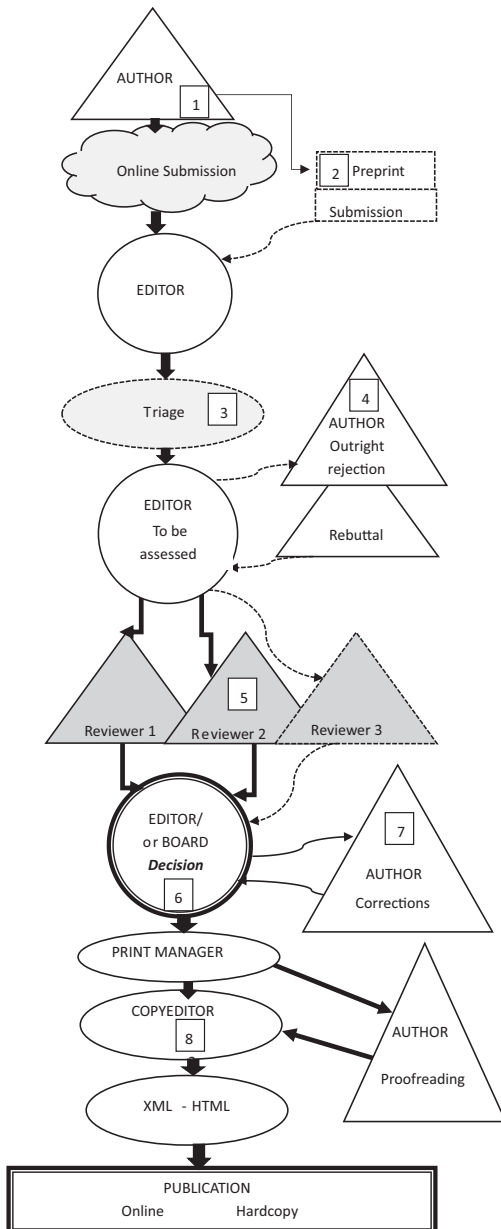 AUTHOR
1
Online Submission
2 Preprint
Submission
EDITOR
Triage 3
4
AUTHOR
Outright
rejection
Rebuttal
EDITOR
To be
assessed
Reviewer 1
5
Reviewer 2
Reviewer 3
EDITOR/
or BOARD
Decision
6
7
AUTHOR
Corrections
PRINT MANAGER
COPYEDITOR
8
AUTHOR
Proofreading
XML - HTML
PUBLICATION
Online Hardcopy